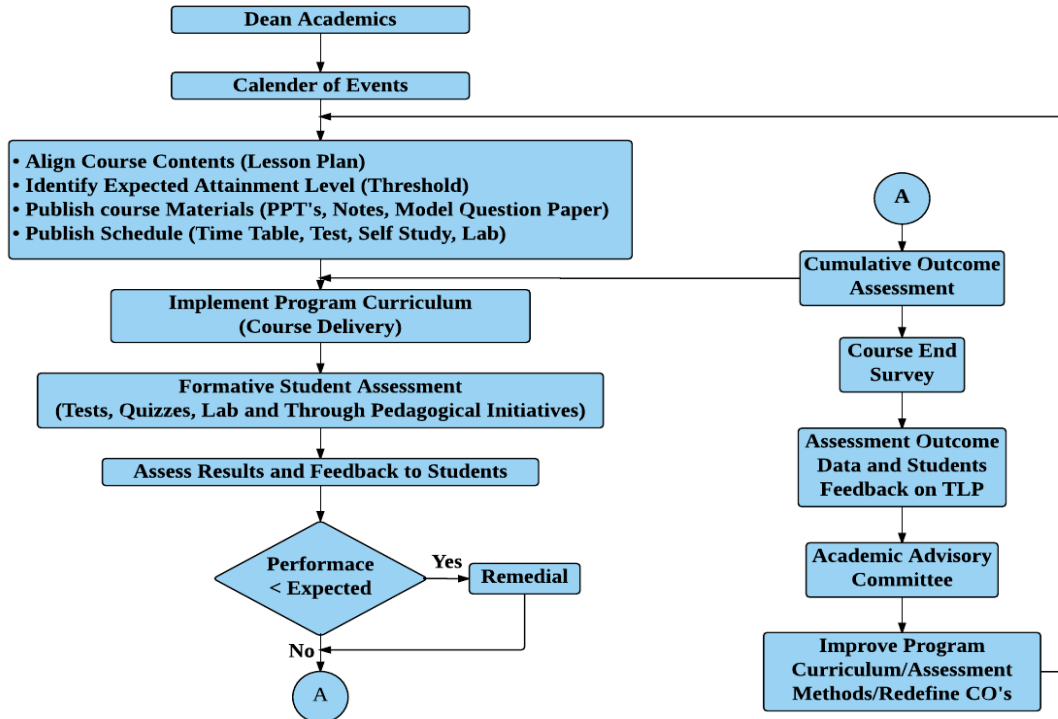 Dean Academics
Calender of Events
• Align Course Contents (Lesson Plan)
• Identify Expected Attainment Level (Threshold)
• Publish course Materials (PPT's, Notes, Model Question Paper)
• Publish Schedule (Time Table, Test, Self Study, Lab)
Implement Program Curriculum
(Course Delivery)
Formative Student Assessment
(Tests, Quizzes, Lab and Through Pedagogical Initiatives)
Assess Results and Feedback to Students
Performace
< Expected
Yes
Remedial
No
A
A
Cumulative Outcome
Assessment
Course End
Survey
Assessment Outcome
Data and Students
Feedback on TLP
Academic Advisory
Committee
Improve Program
Curriculum/Assessment
Methods/Redefine CO's